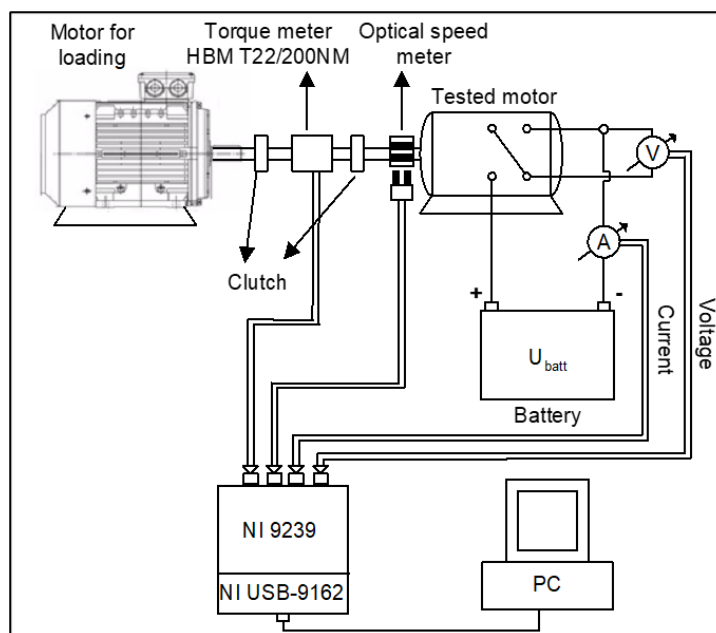 Motor for
loading
Torque meter
HBM T22/200NM
Optical speed
meter
Tested motor
V
A
Clutch
+
-
U batt
Battery
Current
Voltage
NI 9239
NI USB-9162
PC